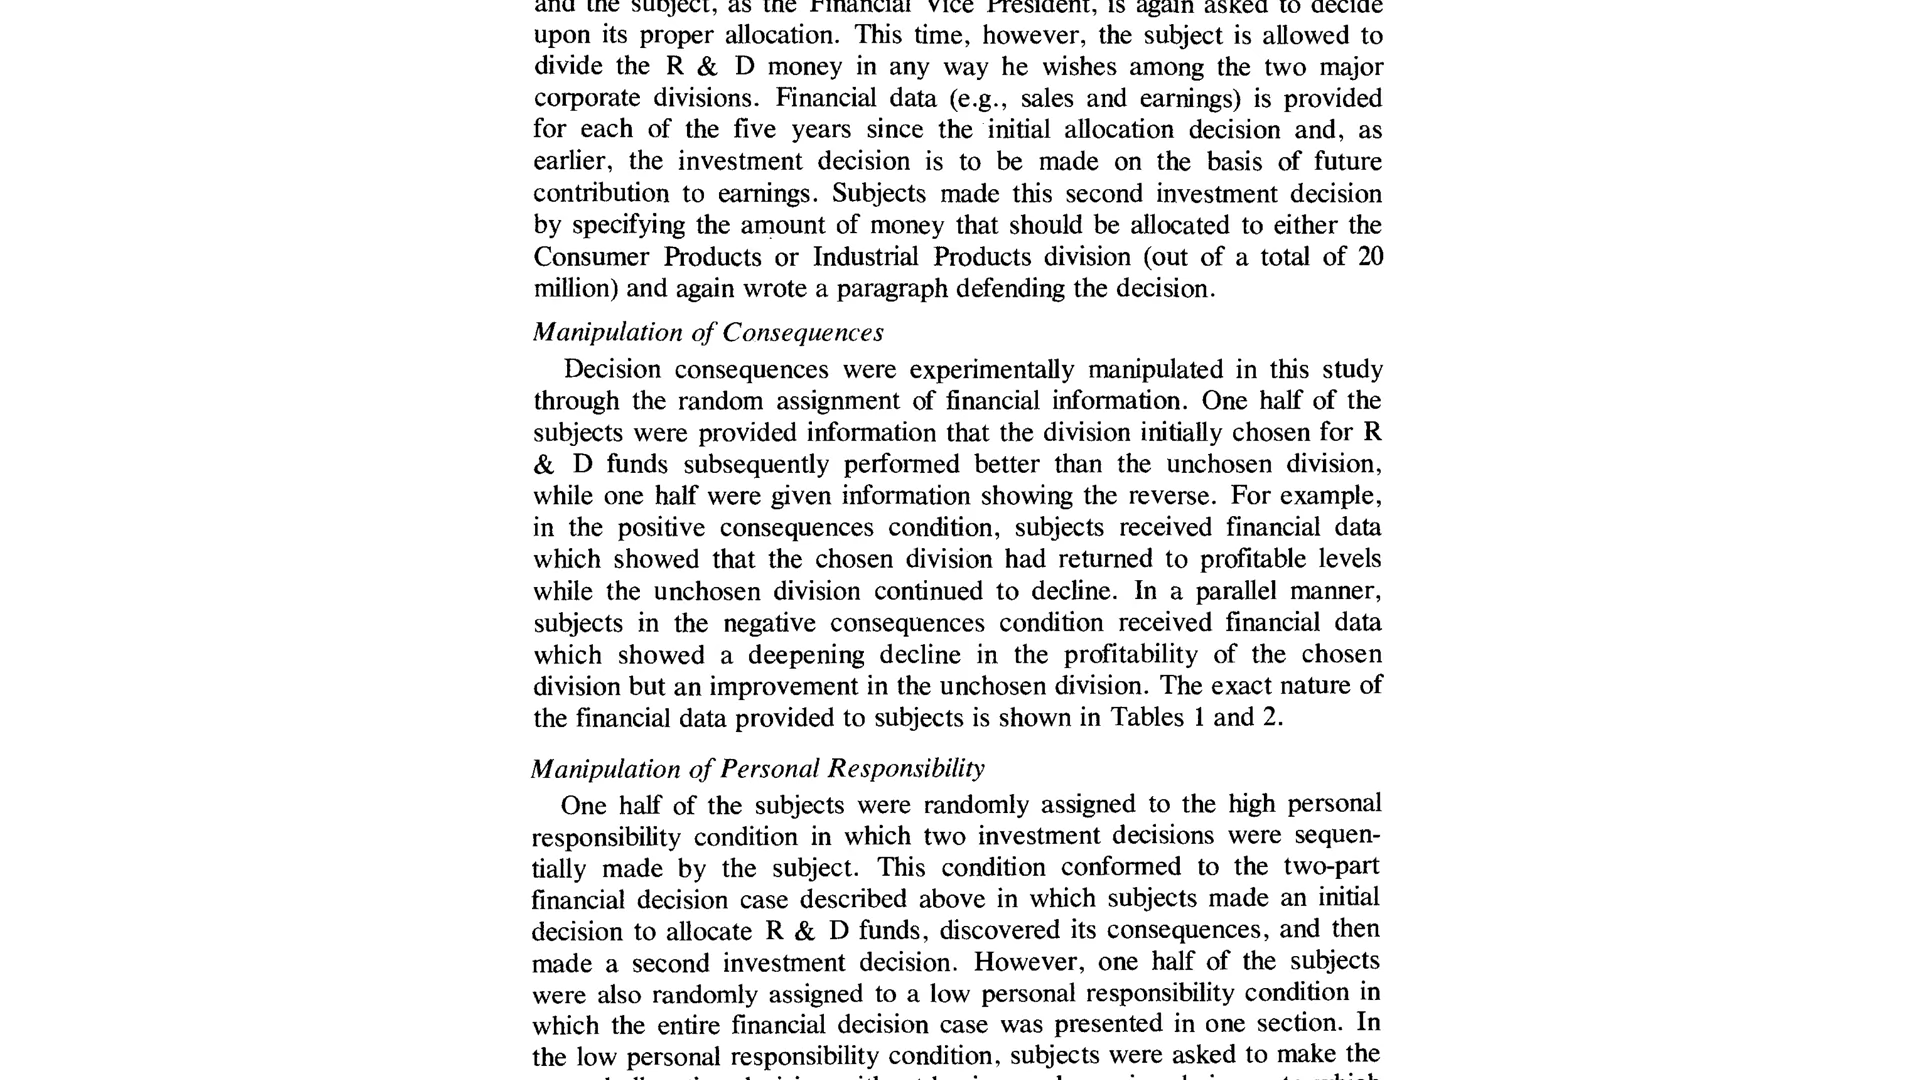 and the subject, as the Financial Vice President, is again asked to decide
upon its proper allocation. This time, however, the subject is allowed to
divide the R & D money in any way he wishes among the two major
corporate divisions. Financial data (e.g., sales and earnings) is provided
for each of the five years since the initial allocation decision and, as
earlier, the investment decision is to be made on the basis of future
contribution to earnings. Subjects made this second investment decision
by specifying the amount of money that should be allocated to either the
Consumer Products or Industrial Products division (out of a total of 20
million) and again wrote a paragraph defending the decision.
Manipulation of Consequences
Decision consequences were experimentally manipulated in this study
through the random assignment of financial information. One half of the
subjects were provided information that the division initially chosen for R
& D funds subsequently performed better than the unchosen division,
while one half were given information showing the reverse. For example,
in the positive consequences condition, subjects received financial data
which showed that the chosen division had returned to profitable levels
while the unchosen division continued to decline. In a parallel manner,
subjects in the negative consequences condition received financial data
which showed a deepening decline in the profitability of the chosen
division but an improvement in the unchosen division. The exact nature of
the financial data provided to subjects is shown in Tables 1 and 2.
Manipulation of Personal Responsibility
One half of the subjects were randomly assigned to the high personal
responsibility condition in which two investment decisions were sequen-
tially made by the subject. This condition conformed to the two-part
financial decision case described above in which subjects made an initial
decision to allocate R & D funds, discovered its consequences, and then
made a second investment decision. However, one half of the subjects
were also randomly assigned to a low personal responsibility condition in
which the entire financial decision case was presented in one section. In
the low personal responsibility condition, subjects were asked to make the